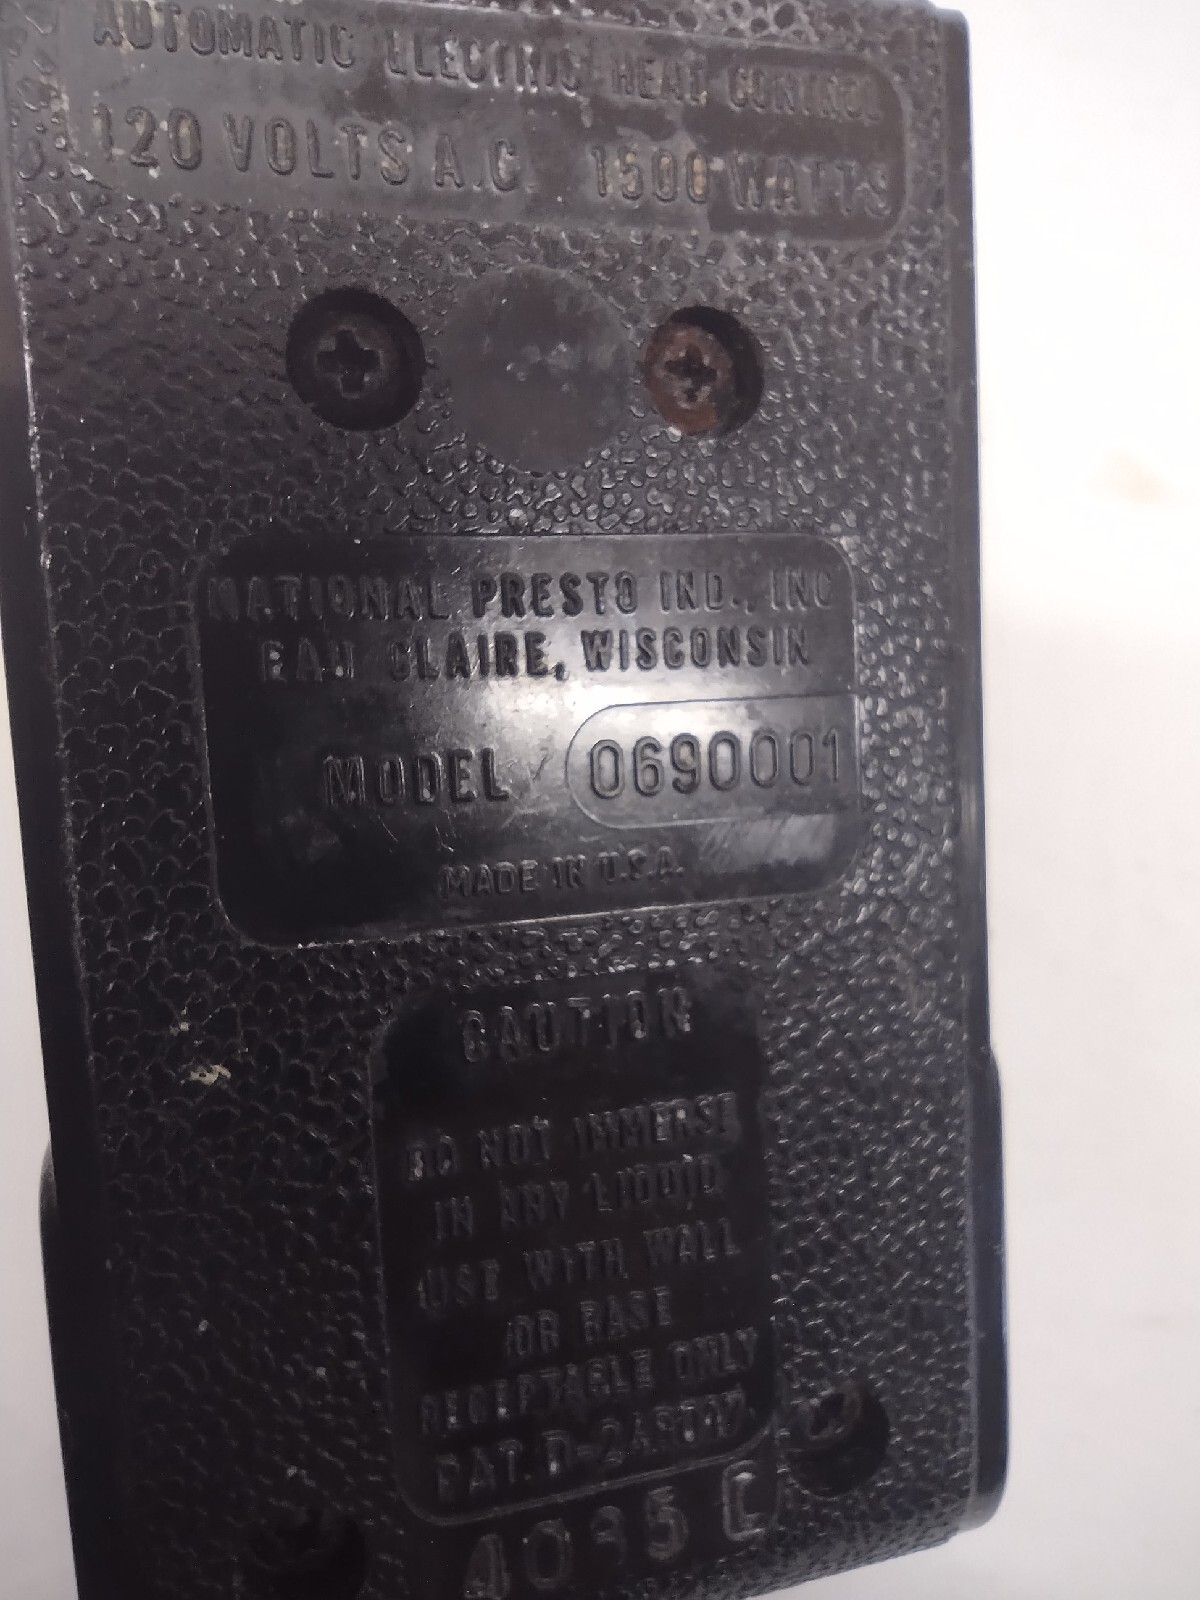 AUTOMATIC ELECTRIC HEAT CONTROL
120 VOLTS A.C. 1500 WATTS
NATIONAL PRESTO IND., INC
EAU CLAIRE, WISCONSIN
MODEL 0690001
MADE IN U.S.A.
CAUTION
DO NOT IMMERSE
IN ANY LIQUID
USE WITH WALL
OR BASE
RECEPTACLE ONLY
PAT. D-